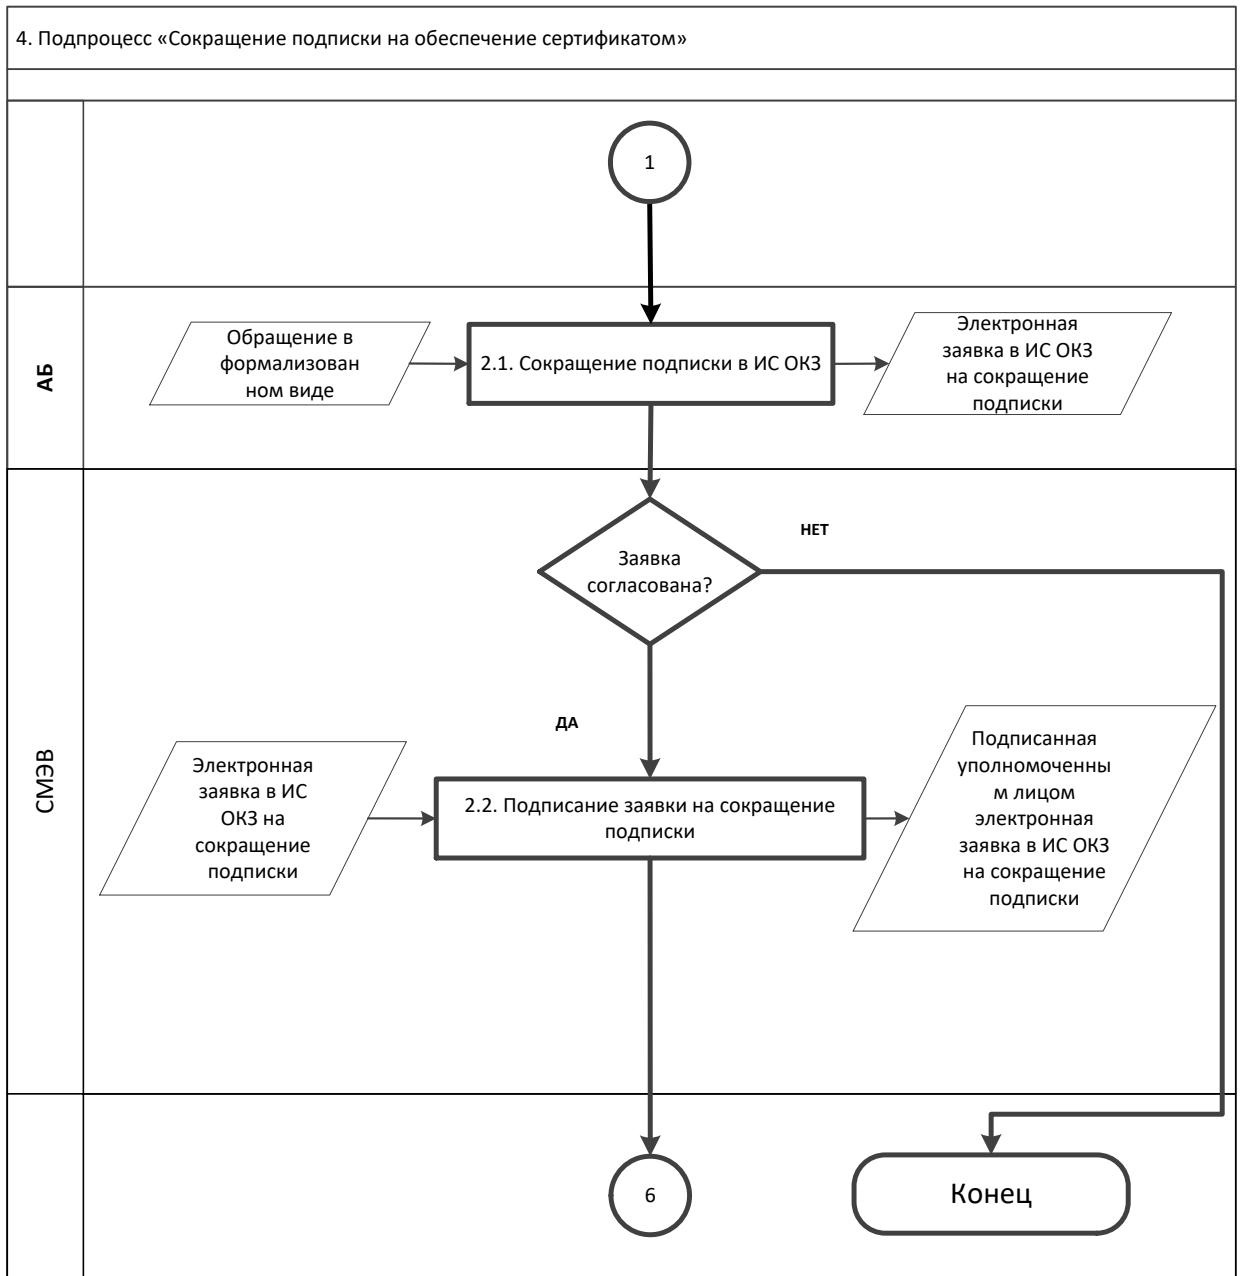 4. Подпроцесс «Сокращение подписки на обеспечение сертификатом»
1
АБ
Обращение в
формализован
ном виде
2.1. Сокращение подписки в ИС ОКЗ
Электронная
заявка в ИС ОКЗ
на сокращение
подписки
СМЭВ
Заявка
согласована?
НЕТ
ДА
Электронная
заявка в ИС
ОКЗ на
сокращение
подписки
2.2. Подписание заявки на сокращение
подписки
Подписанная
уполномоченны
м лицом
электронная
заявка в ИС ОКЗ
на сокращение
подписки
6
Конец